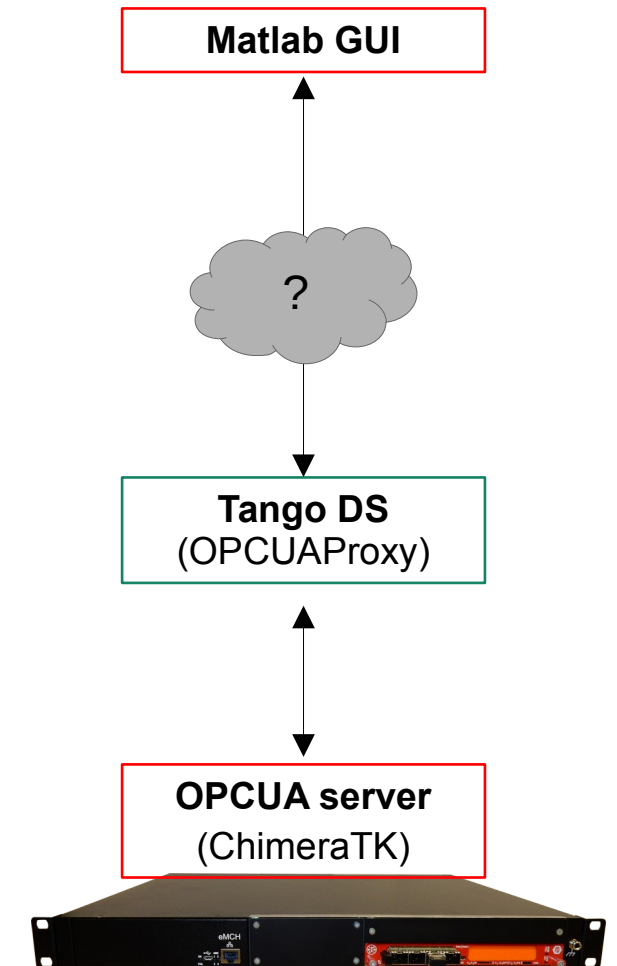 Matlab GUI
?
Tango DS
(OPCUAProxy)
OPCUA server
(ChimeraTK)
eMCH